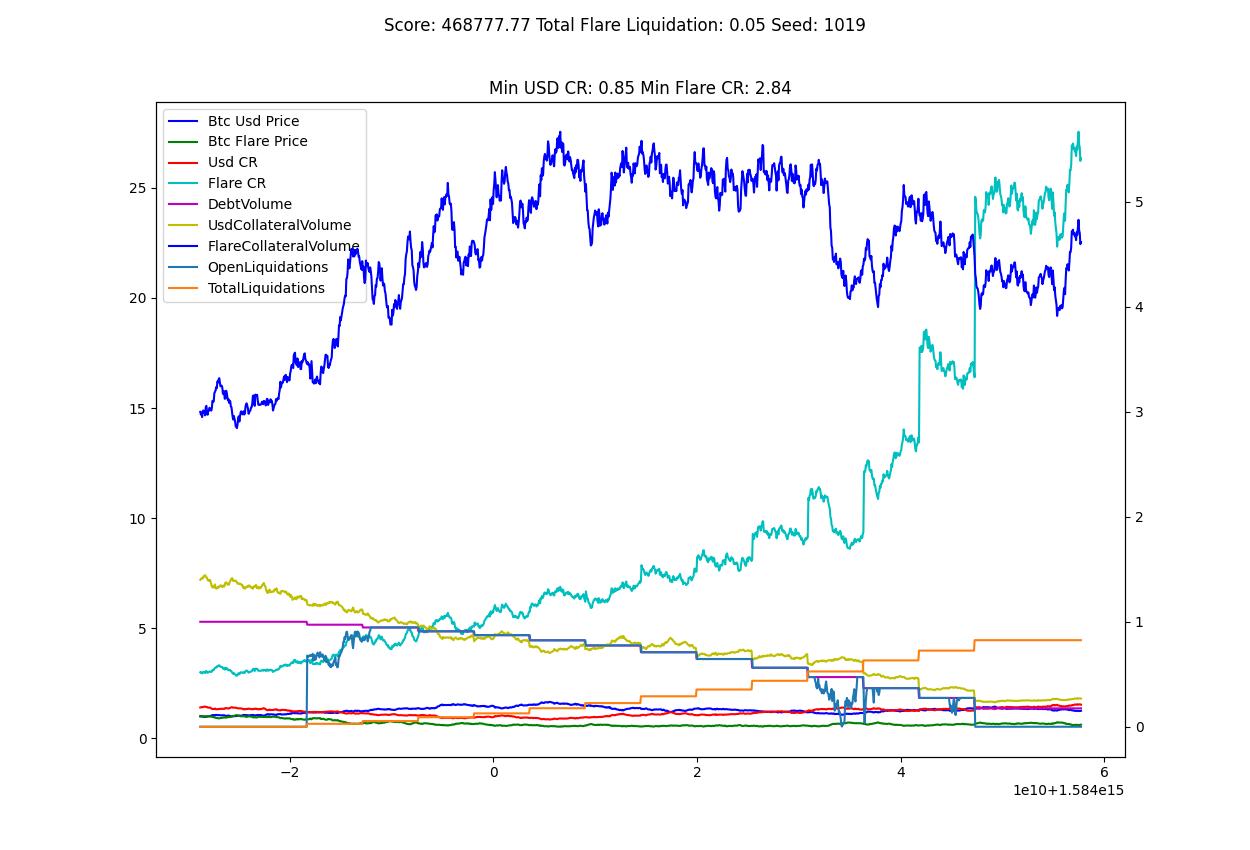 Score: 468777.77 Total Flare Liquidation: 0.05 Seed: 1019
Min USD CR: 0.85 Min Flare CR: 2.84
Btc Usd Price
Btc Flare Price
Usd CR
Flare CR
DebtVolume
UsdCollateralVolume
FlareCollateralVolume
OpenLiquidations
TotalLiquidations
25
20
15
10
5
0
5
4
3
2
1
0
−2
0
2
4
6
1e10+1.584e15